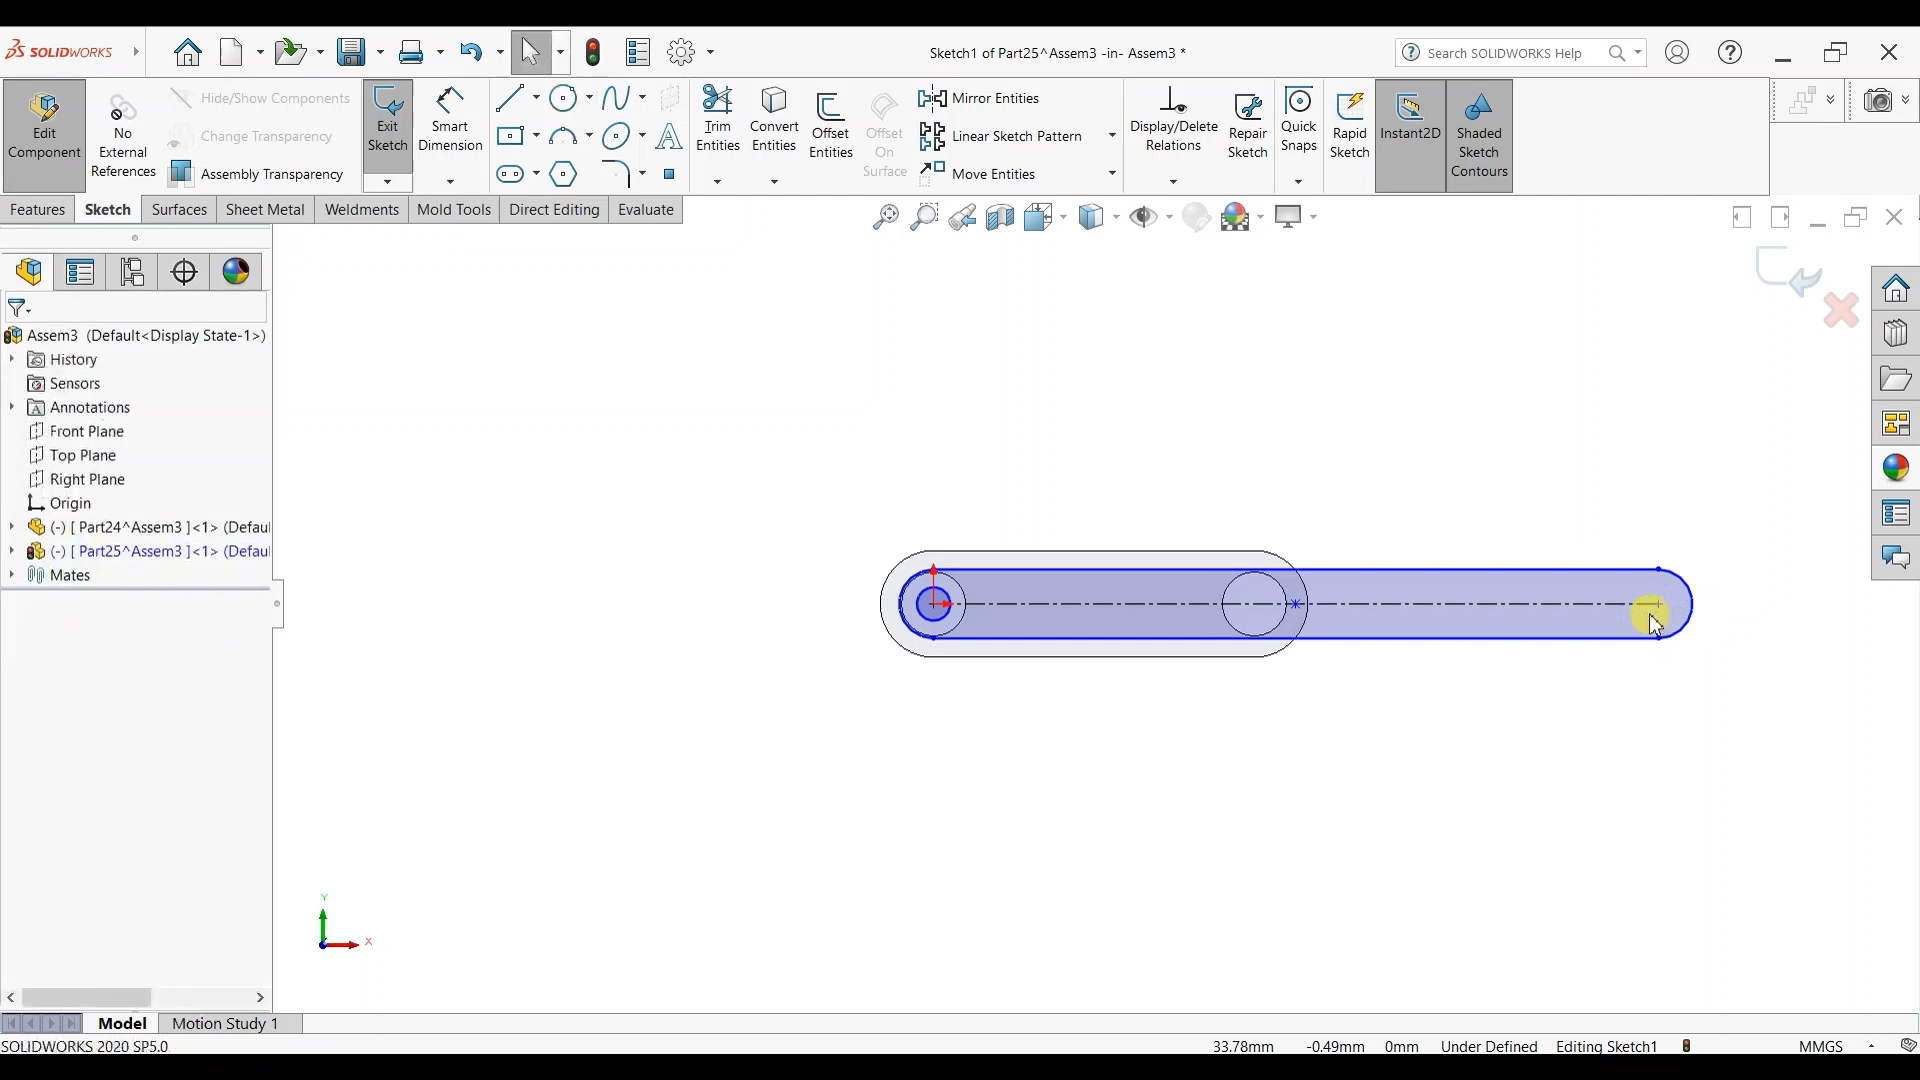 SOLIDWORKS
Sketch1 of Part25^Assem3 -in- Assem3 *
Search SOLIDWORKS Help
Edit
Component
No
External
References
Hide/Show Components
Change Transparency
Assembly Transparency
Exit
Sketch
Smart
Dimension
Trim
Entities
Convert
Entities
Offset
Entities
Offset
On
Surface
Mirror Entities
Linear Sketch Pattern
Move Entities
Display/Delete
Relations
Repair
Sketch
Quick
Snaps
Rapid
Sketch
Instant2D
Shaded
Sketch
Contours
Features
Sketch
Surfaces
Sheet Metal
Weldments
Mold Tools
Direct Editing
Evaluate
Assem3 (Default<Display State-1>)
History
Sensors
Annotations
Front Plane
Top Plane
Right Plane
Origin
(-) [ Part24^Assem3 ]<1> (Defaul
(-) [ Part25^Assem3 ]<1> (Defaul
Mates
Y
X
Model
Motion Study 1
SOLIDWORKS 2020 SP5.0
33.78mm
-0.49mm
0mm
Under Defined
Editing Sketch1
MMGS